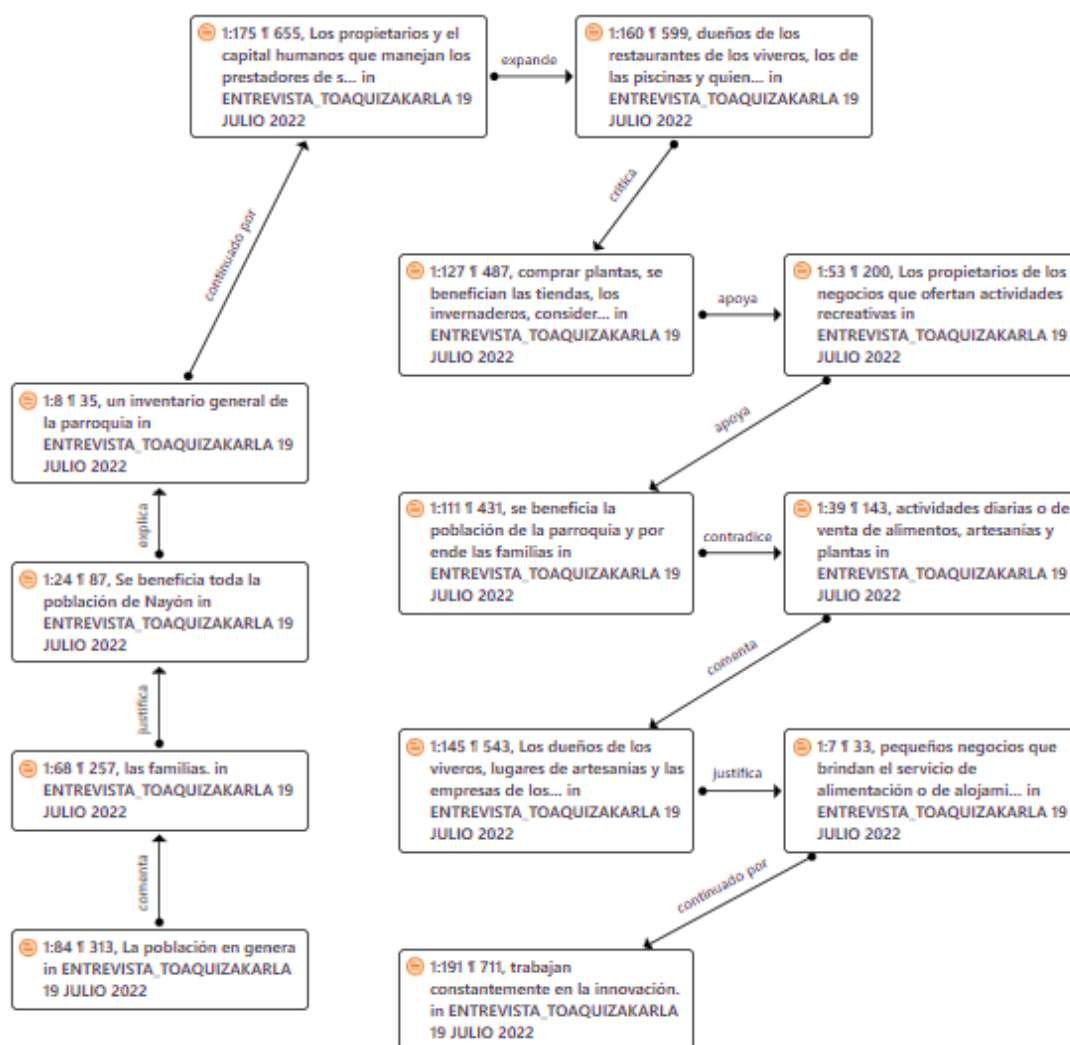 1:175 ¶ 655, Los propietarios y el
capital humanos que manejan los
prestadores de s... in
ENTREVISTA_TOAQUIZAKARLA 19
JULIO 2022
expande
1:160 ¶ 599, dueños de los
restaurantes de los viveros, los de
las piscinas y quien... in
ENTREVISTA_TOAQUIZAKARLA 19
JULIO 2022
critica
continuado por
1:127 ¶ 487, comprar plantas, se
benefician las tiendas, los
invernaderos, consider... in
ENTREVISTA_TOAQUIZAKARLA 19
JULIO 2022
apoya
1:53 ¶ 200, Los propietarios de los
negocios que ofertan actividades
recreativas in
ENTREVISTA_TOAQUIZAKARLA 19
JULIO 2022
apoya
1:8 ¶ 35, un inventario general de
la parroquia in
ENTREVISTA_TOAQUIZAKARLA 19
JULIO 2022
explica
1:111 ¶ 431, se beneficia la
población de la parroquia y por
ende las familias in
ENTREVISTA_TOAQUIZAKARLA 19
JULIO 2022
contradice
1:39 ¶ 143, actividades diarias o de
venta de alimentos, artesanías y
plantas in
ENTREVISTA_TOAQUIZAKARLA 19
JULIO 2022
comenta
1:24 ¶ 87, Se beneficia toda la
población de Nayón in
ENTREVISTA_TOAQUIZAKARLA 19
JULIO 2022
justifica
1:145 ¶ 543, Los dueños de los
viveros, lugares de artesanías y las
empresas de los... in
ENTREVISTA_TOAQUIZAKARLA 19
JULIO 2022
justifica
1:7 ¶ 33, pequeños negocios que
brindan el servicio de
alimentación o de alojami... in
ENTREVISTA_TOAQUIZAKARLA 19
JULIO 2022
continuado por
1:68 ¶ 257, las familias. in
ENTREVISTA_TOAQUIZAKARLA 19
JULIO 2022
comenta
1:84 ¶ 313, La población en genera
in ENTREVISTA_TOAQUIZAKARLA
19 JULIO 2022
1:191 ¶ 711, trabajan
constantemente en la innovación.
in ENTREVISTA_TOAQUIZAKARLA
19 JULIO 2022